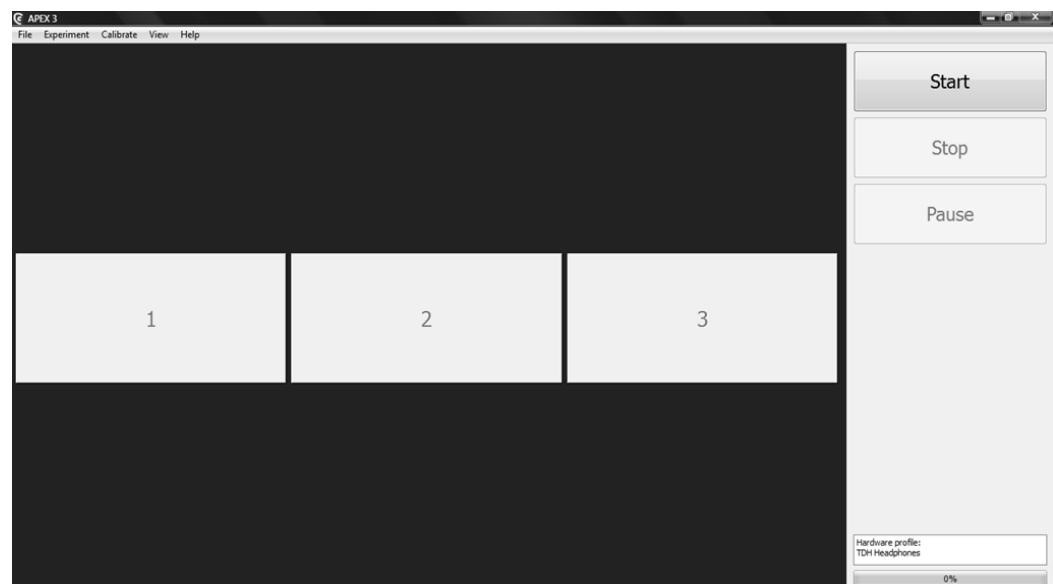 APEX 3
File Experiment Calibrate View Help
Start
Stop
Pause
1 2 3
Hardware profile:
TDH Headphones
0%